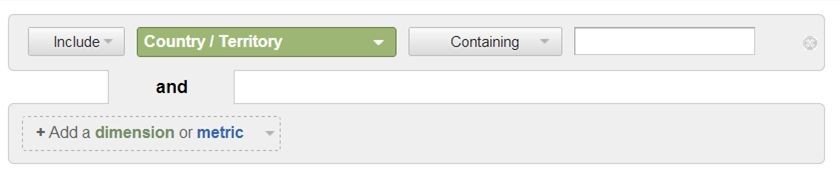 Include Country / Territory Containing
and
+ Add a dimension or metric